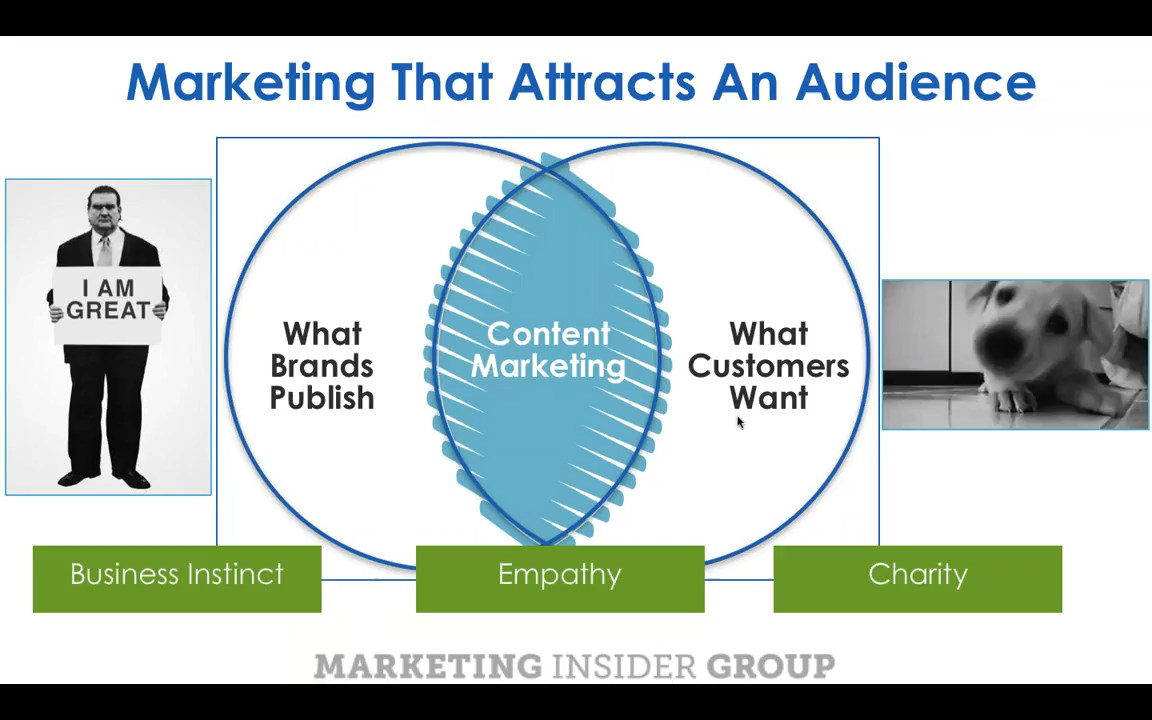 Marketing That Attracts An Audience
I AM
GREAT
What
Brands
Publish
Content
Marketing
What
Customers
Want
Business Instinct
Empathy
Charity
MARKETING INSIDER GROUP